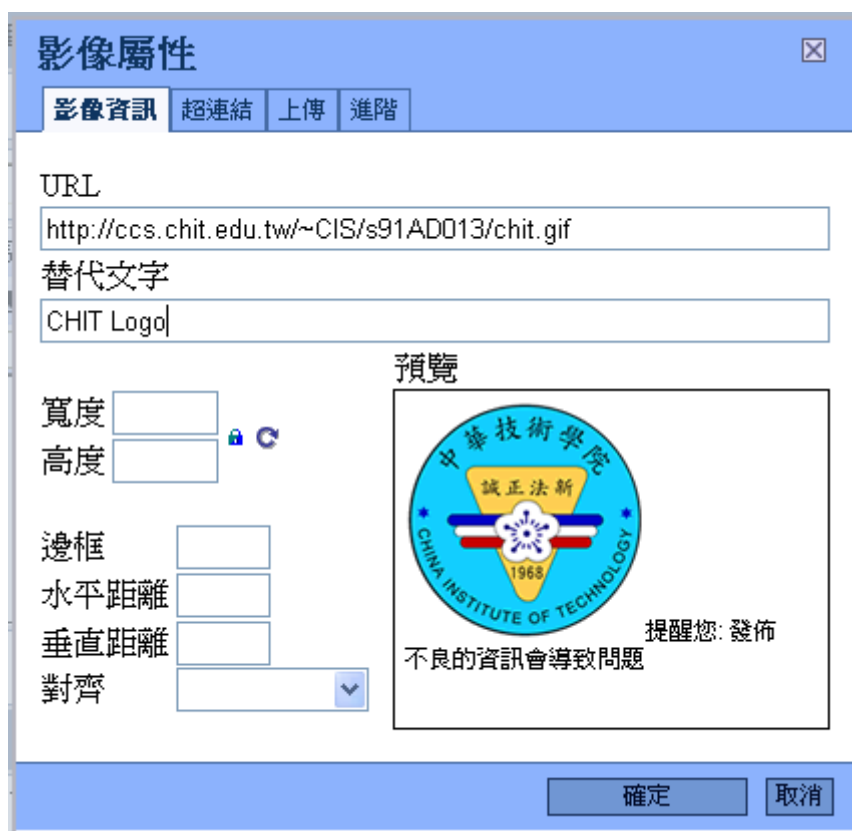 影像屬性
影像資訊 超連結 上傳 進階
URL
http://ccs.chit.edu.tw/~CIS/s91AD013/chit.gif
替代文字
CHIT Logo
預覽
寬度
高度
中華技術學院
誠正法新
1968
CHINA INSTITUTE OF TECHNOLOGY
提醒您: 發佈
不良的資訊會導致問題
邊框
水平距離
垂直距離
對齊
確定 取消